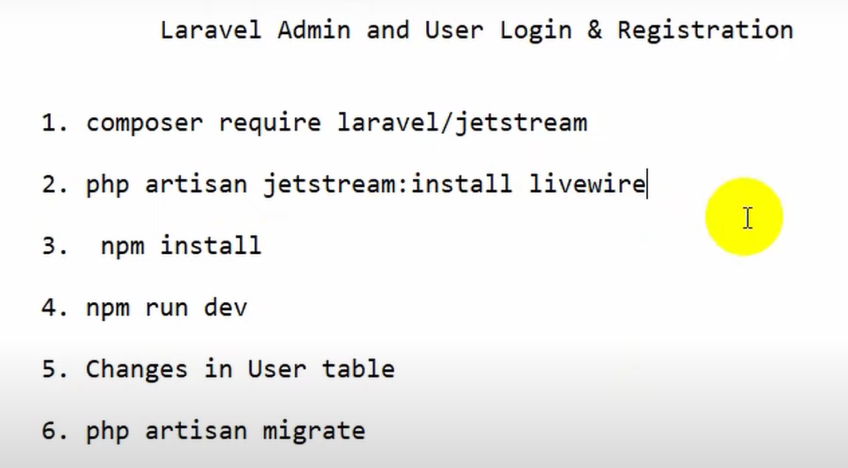 Laravel Admin and User Login & Registration
1. composer require laravel/jetstream
2. php artisan jetstream:install livewire
3. npm install
4. npm run dev
5. Changes in User table
6. php artisan migrate